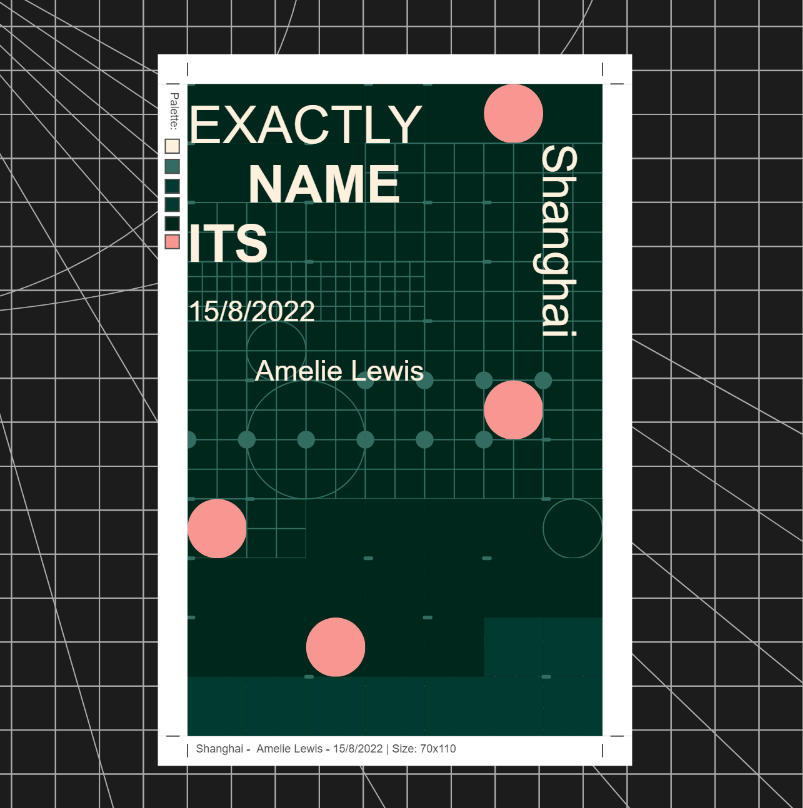 Palette:
EXACTLY
NAME
ITS
Shanghai
15/8/2022
Amelie Lewis
Shanghai - Amelie Lewis - 15/8/2022 | Size: 70x110